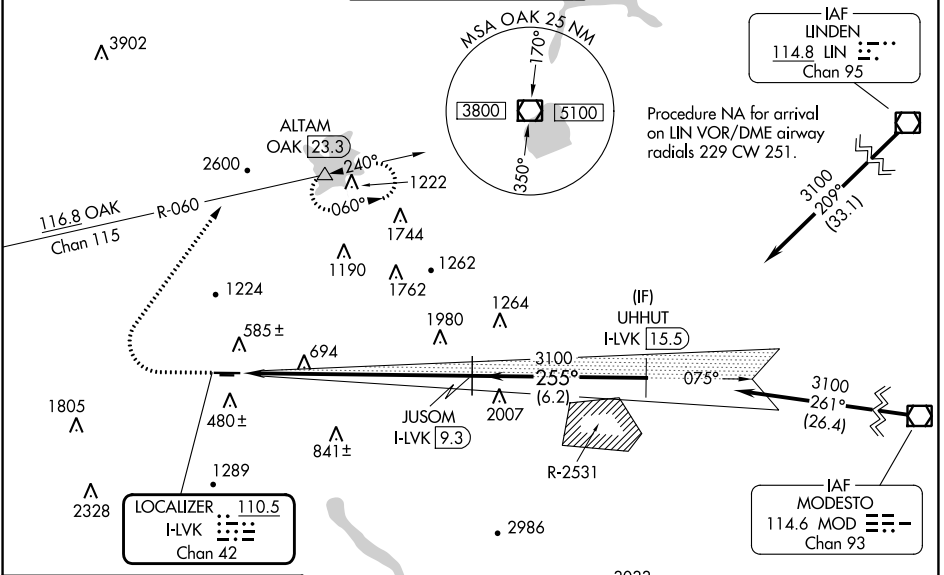 3902
MSA OAK 25 NM
170°
3800
5100
350°
IAF
LINDEN
114.8 LIN
Chan 95
Procedure NA for arrival
on LIN VOR/DME airway
radials 229 CW 251.
3100
209°
(33.1)
ALTAM
OAK 23.3
2600
240°
1222
060°
116.8 OAK
R-060
Chan 115
1744
1190
1762
1262
1224
585±
694
1980
1264
(IF)
UHHUT
I-LVK 15.5
3100
255°
(6.2)
075°
3100
261°
(26.4)
JUSOM
I-LVK 9.3
2007
R-2531
1805
480±
841±
1289
2328
LOCALIZER 110.5
I-LVK
Chan 42
2986
IAF
MODESTO
114.6 MOD
Chan 93